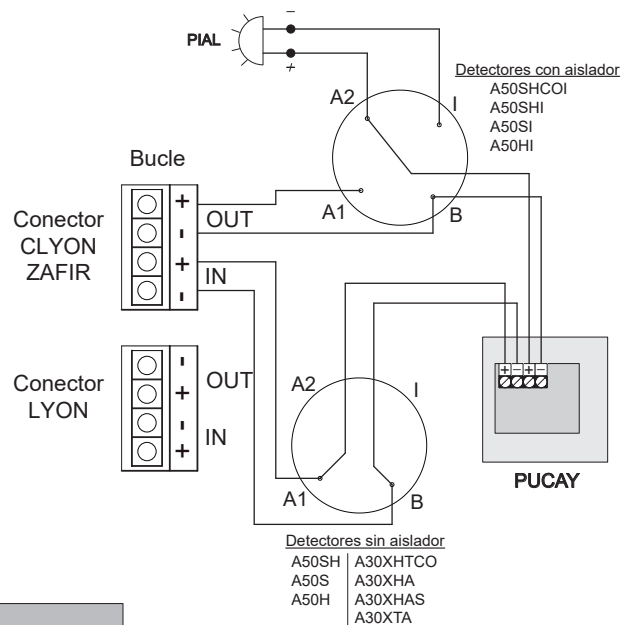 PIAL
−
+
Detectores con aislador
A50SHCOI
A50SHI
A50SI
A50HI
A2
I
A1
B
Bucle
Conector
CLYON
ZAFIR
+
-
+
-
OUT
IN
Conector
LYON
-
+
-
+
OUT
IN
A2
I
A1
B
+ − + −
PUCAY
Detectores sin aislador
A50SH A30XHTCO
A50S A30XHA
A50H A30XHAS
A30XTA